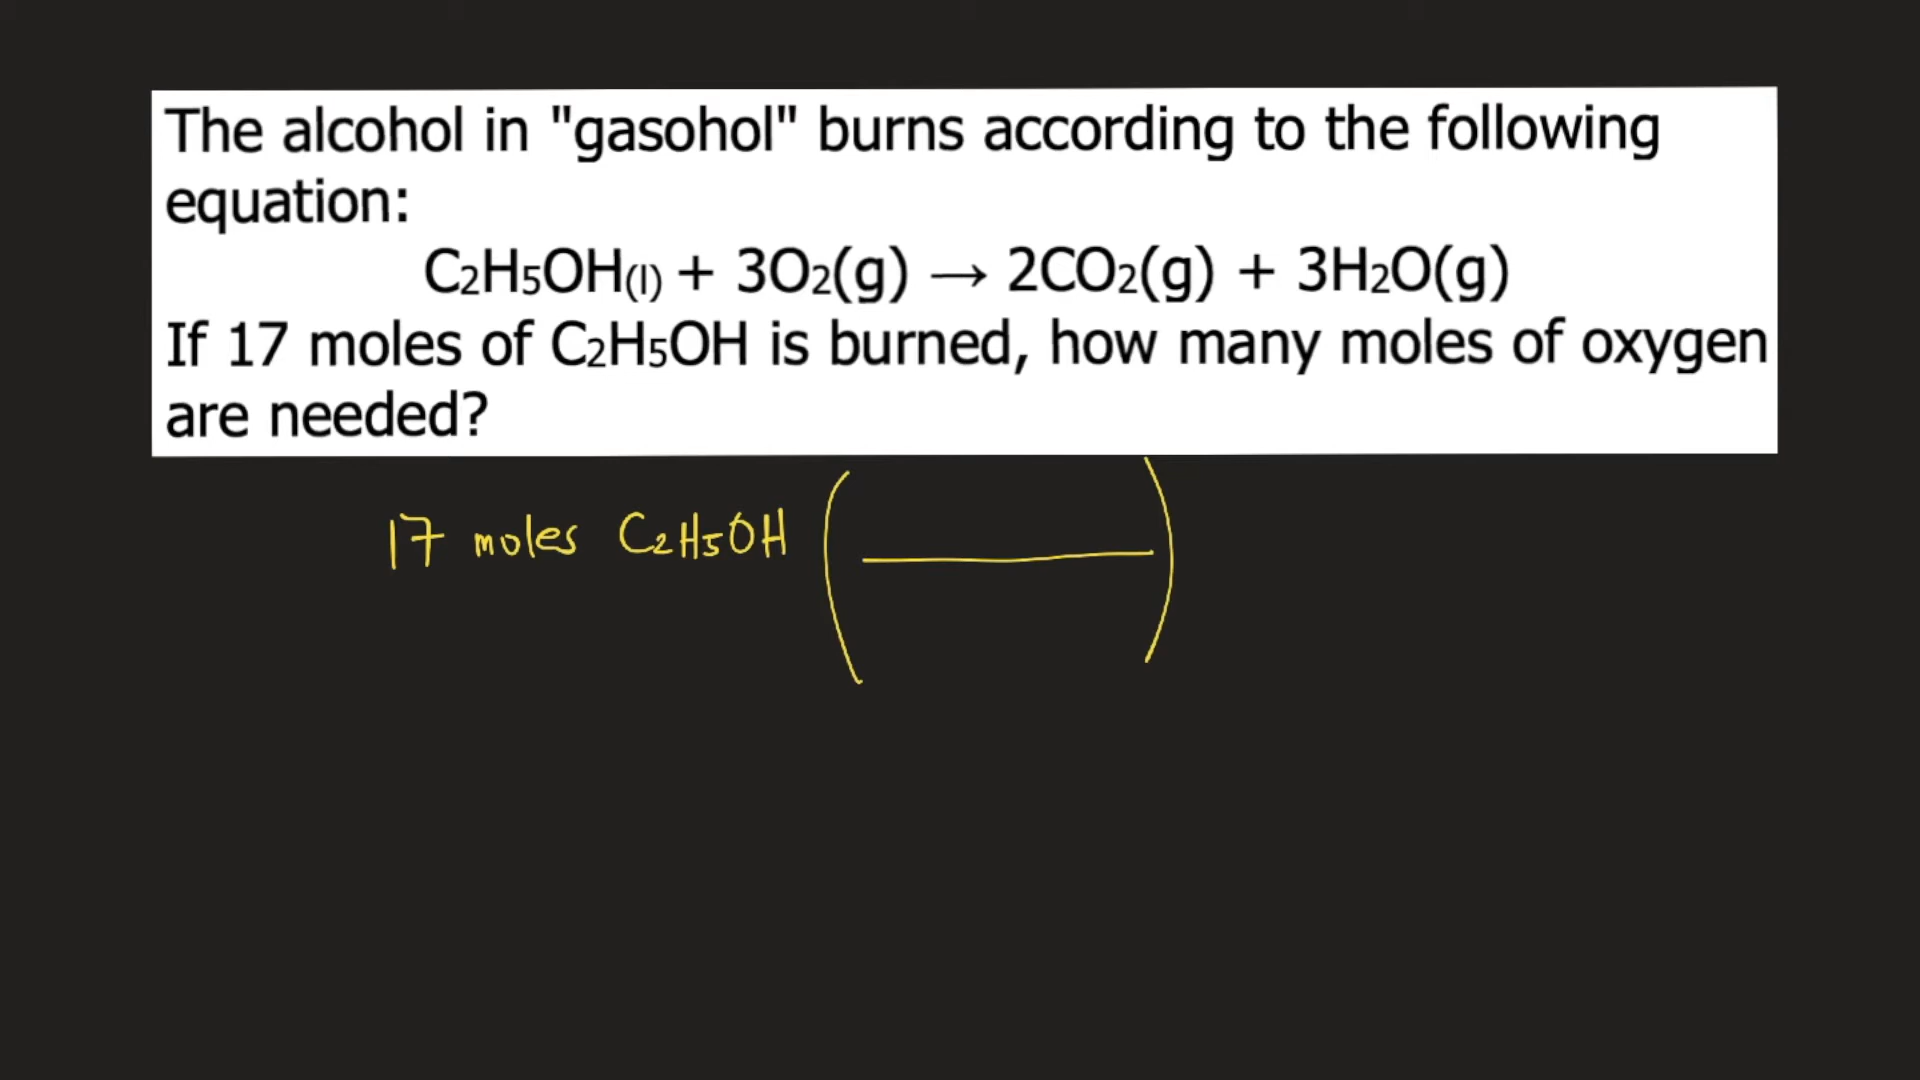 The alcohol in "gasohol" burns according to the following
equation:
C2H5OH(l) + 3O2(g) → 2CO2(g) + 3H2O(g)
If 17 moles of C2H5OH is burned, how many moles of oxygen
are needed?
17 moles C2H5OH